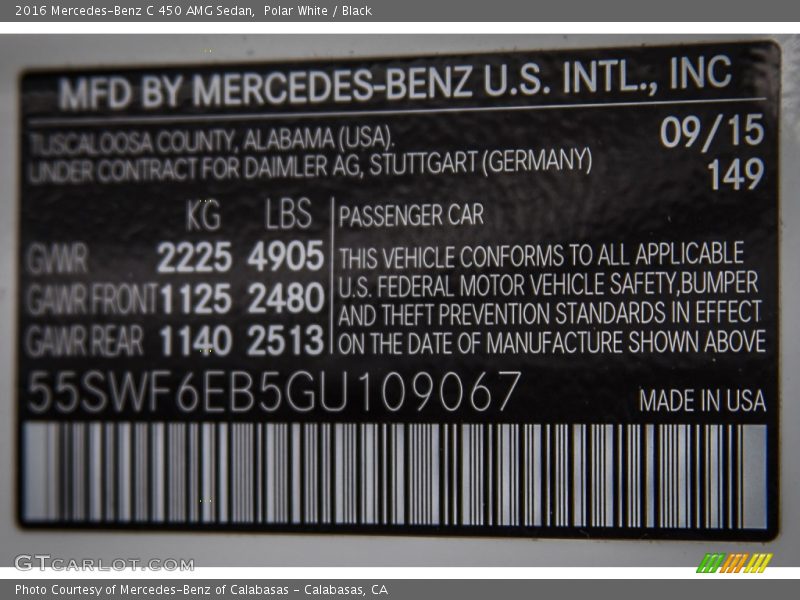 2016 Mercedes-Benz C 450 AMG Sedan,  Polar White / Black
MFD BY MERCEDES-BENZ U.S. INTL., INC
TUSCALOOSA COUNTY, ALABAMA (USA).
UNDER CONTRACT FOR DAIMLER AG, STUTTGART (GERMANY)
09/15
149
KG LBS
GVWR 2225 4905
GAWR FRONT 1125 2480
GAWR REAR 1140 2513
PASSENGER CAR
THIS VEHICLE CONFORMS TO ALL APPLICABLE
U.S. FEDERAL MOTOR VEHICLE SAFETY,BUMPER
AND THEFT PREVENTION STANDARDS IN EFFECT
ON THE DATE OF MANUFACTURE SHOWN ABOVE
55SWF6EB5GU109067
MADE IN USA
GTCARLOT.COM
Photo Courtesy of Mercedes-Benz of Calabasas - Calabasas, CA